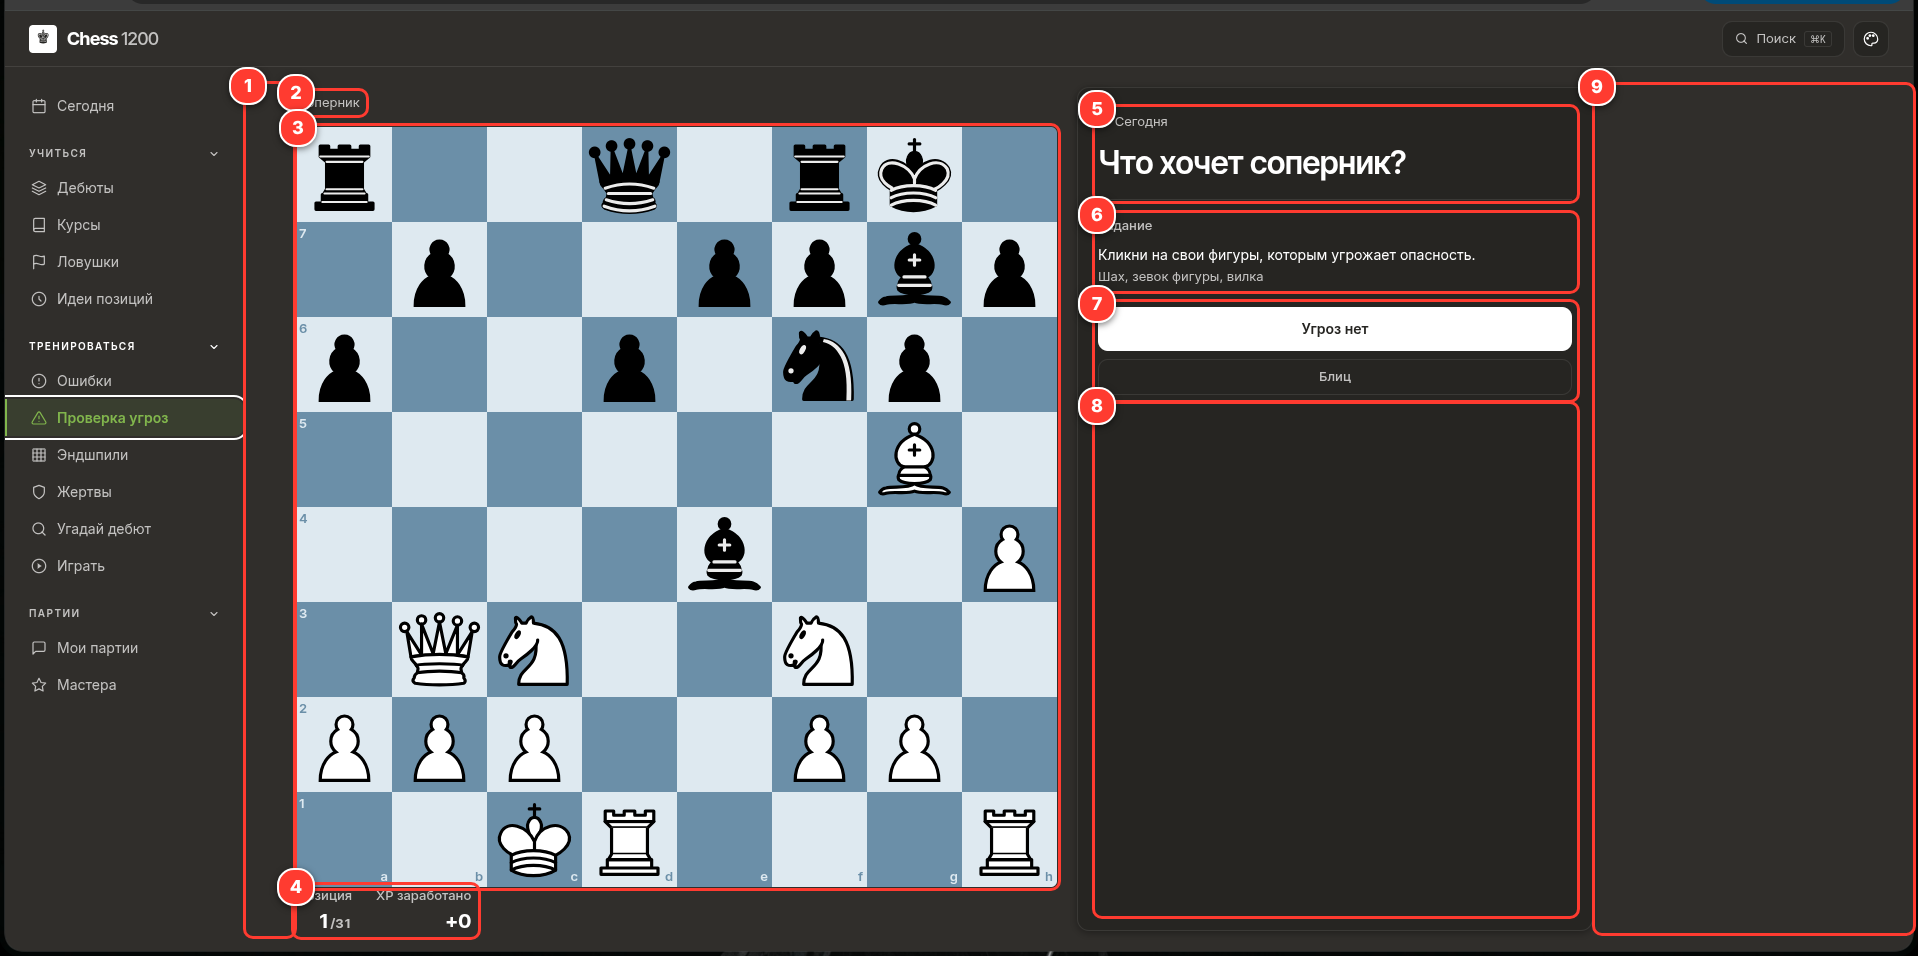 Chess 1200
Поиск ⌘K
Сегодня
УЧИТЬСЯ
Дебюты
Курсы
Ловушки
Идеи позиций
ТРЕНИРОВАТЬСЯ
Ошибки
Проверка угроз
Эндшпили
Жертвы
Угадай дебют
Играть
ПАРТИИ
Мои партии
Мастера
1
2
3
7
6
5
4
3
2
1
a b c d e f g h
4
XP заработано
1/31 +0
5
Сегодня
Что хочет соперник?
6
Кликни на свои фигуры, которым угрожает опасность.
Шах, зевок фигуры, вилка
7
Угроз нет
Блиц
8
9